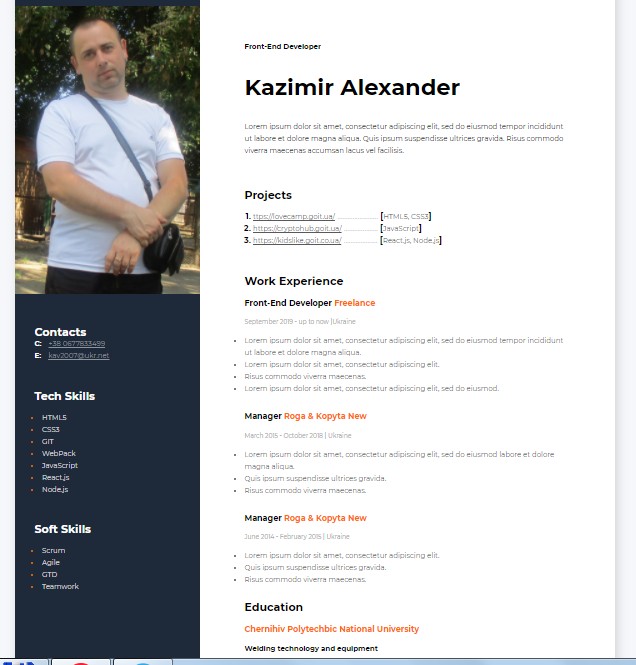 Front-End Developer
Kazimir Alexander
Lorem ipsum dolor sit amet, consectetur adipiscing elit, sed do eiusmod tempor incididunt
ut labore et dolore magna aliqua. Quis ipsum suspendisse ultrices gravida. Risus commodo
viverra maecenas accumsan lacus vel facilisis.
Projects
1. ttps://lovecamp.goit.ua/ .................. [HTML5, CSS3]
2. https://cryptohub.goit.ua/ ................ [JavaScript]
3. https://kidslike.goit.co.ua/ ............... [React.js, Node.js]
Work Experience
Front-End Developer Freelance
September 2019 - up to now |Ukraine
Lorem ipsum dolor sit amet, consectetur adipiscing elit, sed do eiusmod tempor incididunt
ut labore et dolore magna aliqua.
Lorem ipsum dolor sit amet, consectetur adipiscing elit.
Risus commodo viverra maecenas.
Lorem ipsum dolor sit amet, consectetur adipiscing elit, sed do eiusmod.
Manager Roga & Kopyta New
March 2015 - October 2018 | Ukraine
Lorem ipsum dolor sit amet, consectetur adipiscing elit, sed do eiusmod labore et dolore
magna aliqua.
Quis ipsum suspendisse ultrices gravida.
Risus commodo viverra maecenas.
Manager Roga & Kopyta New
June 2014 - February 2015 | Ukraine
Lorem ipsum dolor sit amet, consectetur adipiscing elit.
Quis ipsum suspendisse ultrices gravida.
Risus commodo viverra maecenas.
Education
Chernihiv Polytechbic National University
Welding technology and equipment
Contacts
C: +38 0677833499
E: kav2007@ukr.net
Tech Skills
HTML5
CSS3
GIT
WebPack
JavaScript
React.js
Node.js
Soft Skills
Scrum
Agile
GTD
Teamwork